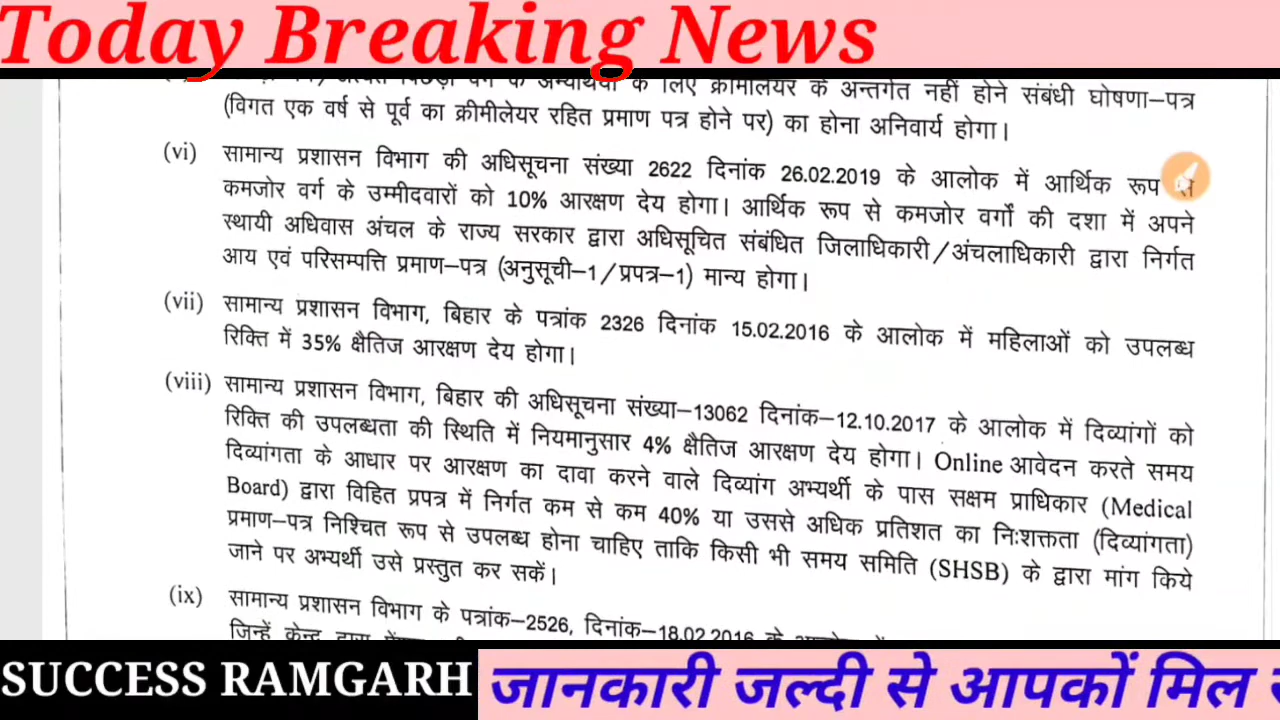 Today Breaking News
के लिए क्रीमीलेयर के अन्तर्गत नहीं होने संबंधी घोषणा–पत्र
(विगत एक वर्ष से पूर्व का क्रीमीलेयर रहित प्रमाण पत्र होने पर) का होना अनिवार्य होगा।
(vi) सामान्य प्रशासन विभाग की अधिसूचना संख्या 2622 दिनांक 26.02.2019 के आलोक में आर्थिक रूप से
कमजोर वर्ग के उम्मीदवारों को 10% आरक्षण देय होगा। आर्थिक रूप से कमजोर वर्गों की दशा में अपने
स्थायी अधिवास अंचल के राज्य सरकार द्वारा अधिसूचित संबंधित जिलाधिकारी/अंचलाधिकारी द्वारा निर्गत
आय एवं परिसम्पत्ति प्रमाण–पत्र (अनुसूची–1/प्रपत्र–1) मान्य होगा।
(vii) सामान्य प्रशासन विभाग, बिहार के पत्रांक 2326 दिनांक 15.02.2016 के आलोक में महिलाओं को उपलब्ध
रिक्ति में 35% क्षैतिज आरक्षण देय होगा।
(viii) सामान्य प्रशासन विभाग, बिहार की अधिसूचना संख्या–13062 दिनांक–12.10.2017 के आलोक में दिव्यांगों को
रिक्ति की उपलब्धता की स्थिति में नियमानुसार 4% क्षैतिज आरक्षण देय होगा। Online आवेदन करते समय
दिव्यांगता के आधार पर आरक्षण का दावा करने वाले दिव्यांग अभ्यर्थी के पास सक्षम प्राधिकार (Medical
Board) द्वारा विहित प्रपत्र में निर्गत कम से कम 40% या उससे अधिक प्रतिशत का निःशक्तता (दिव्यांगता)
प्रमाण–पत्र निश्चित रूप से उपलब्ध होना चाहिए ताकि किसी भी समय समिति (SHSB) के द्वारा मांग किये
जाने पर अभ्यर्थी उसे प्रस्तुत कर सकें।
(ix) सामान्य प्रशासन विभाग के पत्रांक–2526, दिनांक–18.02.2016 के
जिन्हें केन्द्र द्वारा
SUCCESS RAMGARH
जानकारी जल्दी से आपकों मिल